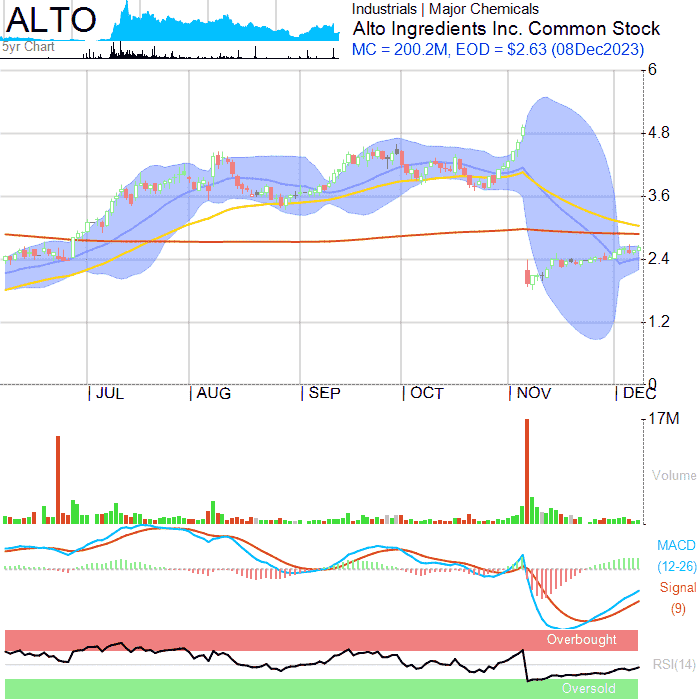 ALTO
5yr Chart
Industrials | Major Chemicals
Alto Ingredients Inc. Common Stock
MC = 200.2M, EOD = $2.63 (08Dec2023)
6
4.8
3.6
2.4
1.2
0
JUL AUG SEP OCT NOV DEC
17M
Volume
MACD
(12-26)
Signal
(9)
Overbought
RSI(14)
Oversold